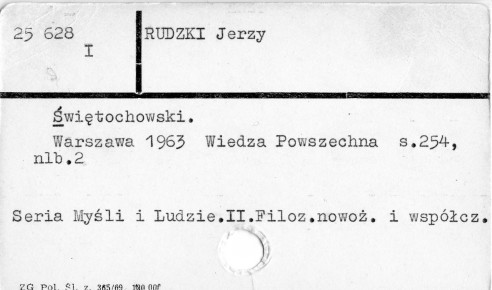 25 628 RUDZKI Jerzy
I
Świętochowski.
Warszawa 1963 Wiedza Powszechna s.254,
nlb.2
Seria Myśli i Ludzie.II.Filoz.nowoż. i współcz.
ZG Pol. Śl. z. 365/69. 180 000